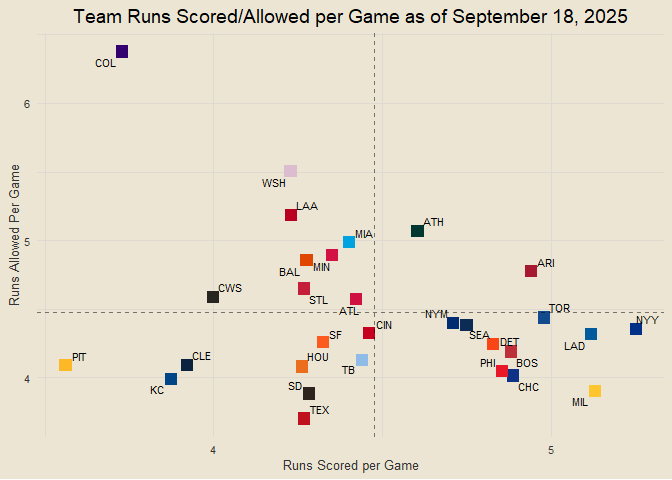 Team Runs Scored/Allowed per Game as of September 18, 2025
COL
6
WSH
LAA
ATH
MIA
5
ARI
BAL
MIN
CWS
STL
ATL
TOR
NYM
NYY
CIN
SEA
SF
DET
LAD
PIT
CLE
HOU
TB
PHI
BOS
4
KC
SD
CHC
MIL
TEX
4
5
Runs Scored per Game
Runs Allowed Per Game